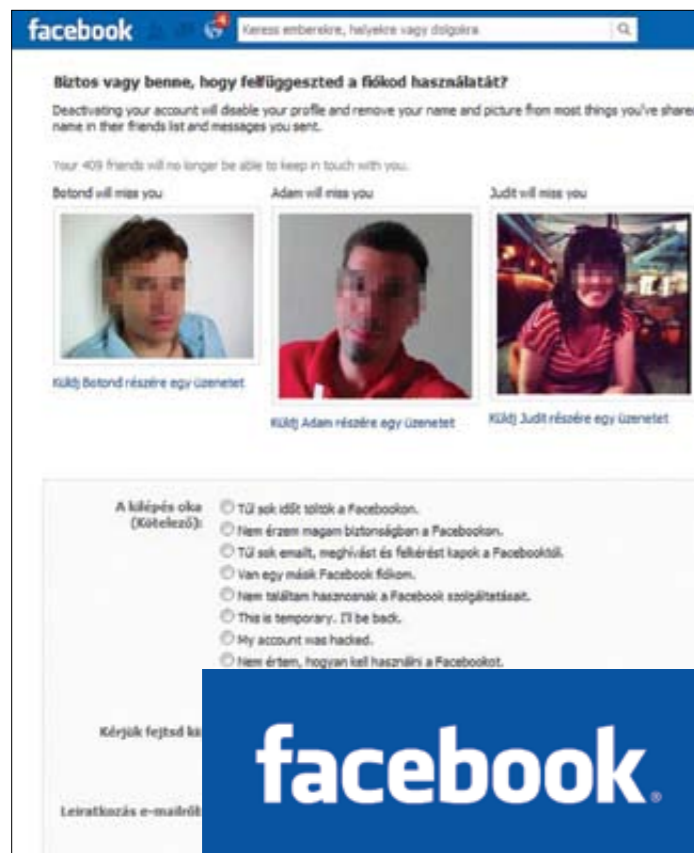 facebook
4
Keress emberekre, helyekre vagy dolgokra
Biztos vagy benne, hogy felfüggeszted a fiókod használatát?
Deactivating your account will disable your profile and remove your name and picture from most things you've shared
name in their friends list and messages you sent.
Your 409 friends will no longer be able to keep in touch with you.
Botond will miss you Adam will miss you Judit will miss you
Küldj Botond részére egy üzenetet
Küldj Adam részére egy üzenetet
Küldj Judit részére egy üzenetet
A kilépés oka
(Kötelező):
Túl sok időt töltök a Facebookon.
Nem érzem magam biztonságban a Facebookon.
Túl sok emailt, meghívást és felkérést kapok a Facebooktól.
Van egy másik Facebook fiókom.
Nem találtam hasznosnak a Facebook szolgáltatásait.
This is temporary. I'll be back.
My account was hacked.
Nem értem, hogyan kell használni a Facebookot.
Kérjük fejtsd ki
Leiratkozás e-mailről
facebook